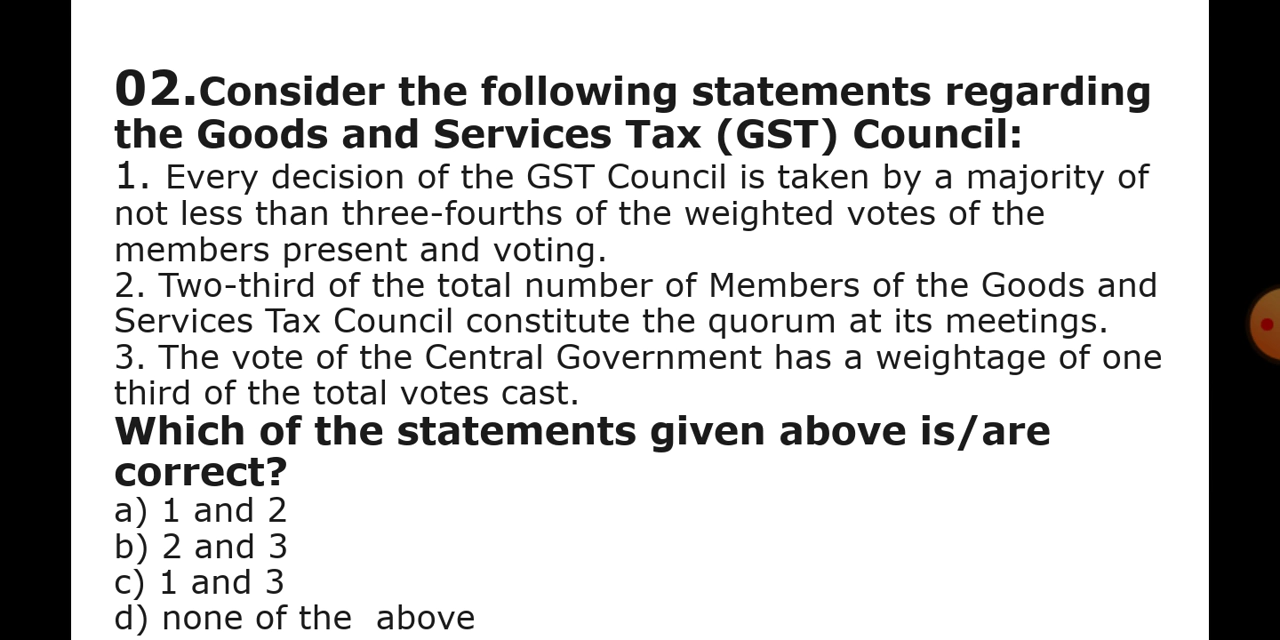 02.Consider the following statements regarding
the Goods and Services Tax (GST) Council:
1. Every decision of the GST Council is taken by a majority of
not less than three-fourths of the weighted votes of the
members present and voting.
2. Two-third of the total number of Members of the Goods and
Services Tax Council constitute the quorum at its meetings.
3. The vote of the Central Government has a weightage of one
third of the total votes cast.
Which of the statements given above is/are
correct?
a) 1 and 2
b) 2 and 3
c) 1 and 3
d) none of the  above